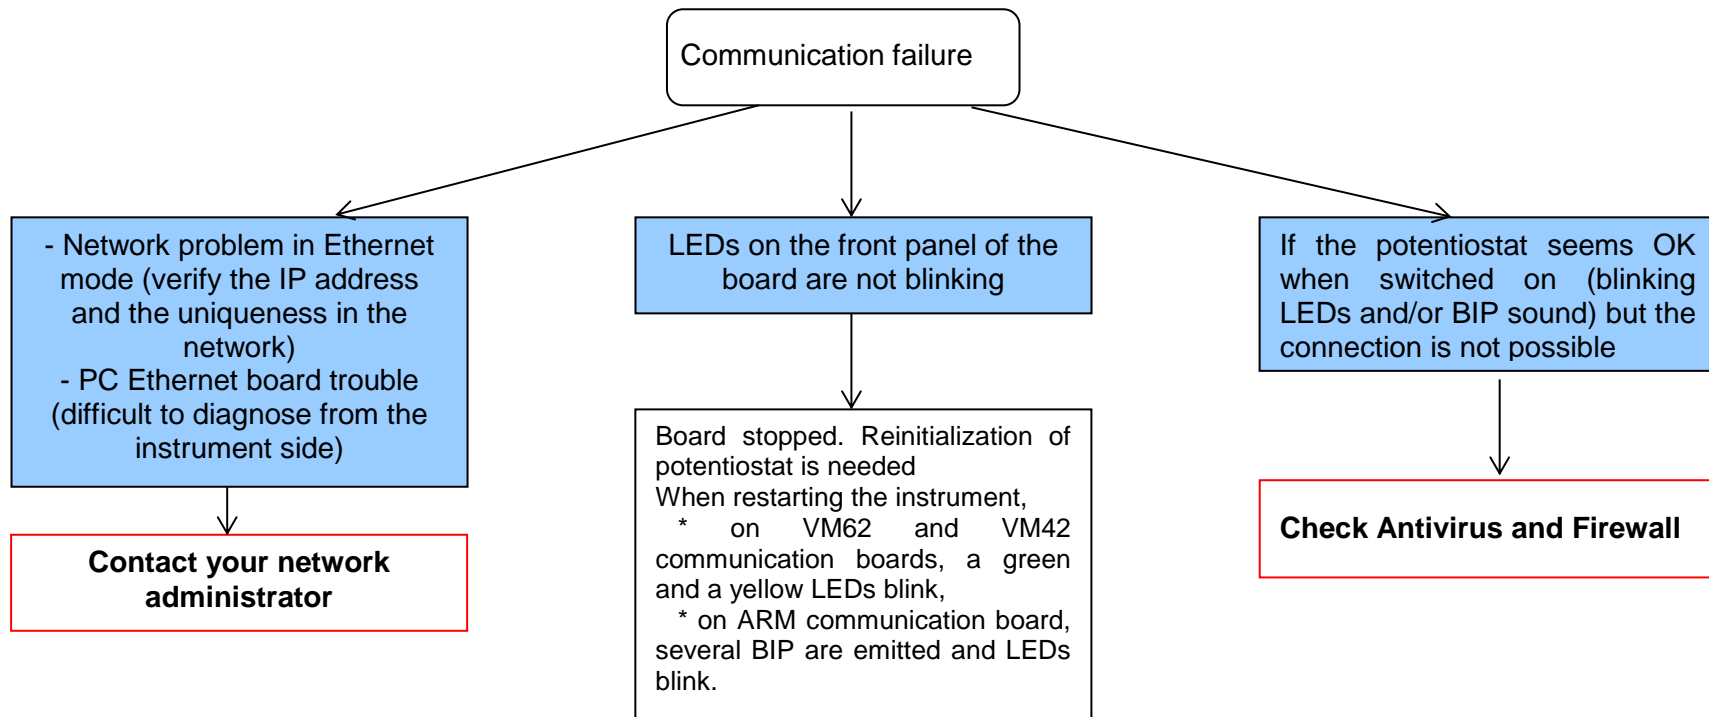 Communication failure
- Network problem in Ethernet
mode (verify the IP address
and the uniqueness in the
network)
- PC Ethernet board trouble
(difficult to diagnose from the
instrument side)
Contact your network
administrator
LEDs on the front panel of the
board are not blinking
Board stopped. Reinitialization of
potentiostat is needed
When restarting the instrument,
* on VM62 and VM42
communication boards, a green
and a yellow LEDs blink,
* on ARM communication board,
several BIP are emitted and LEDs
blink.
If the potentiostat seems OK
when switched on (blinking
LEDs and/or BIP sound) but the
connection is not possible
Check Antivirus and Firewall